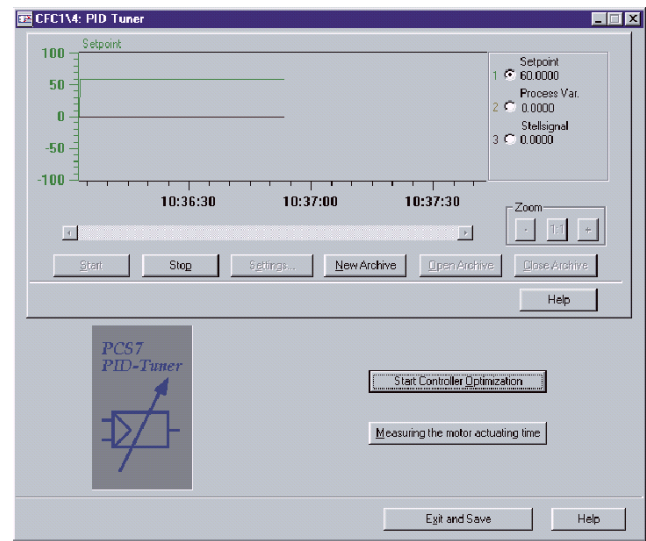 CFC1\4: PID Tuner
Setpoint
100
50
0
-50
-100
10:36:30 10:37:00 10:37:30
Setpoint
1 60.0000
Process Var.
2 0.0000
Stellsignal
3 0.0000
Zoom
- 1:1 +
Start Stop Settings... New Archive Open Archive Close Archive
Help
PCS7
PID-Tuner
Start Controller Optimization
Measuring the motor actuating time
Exit and Save Help